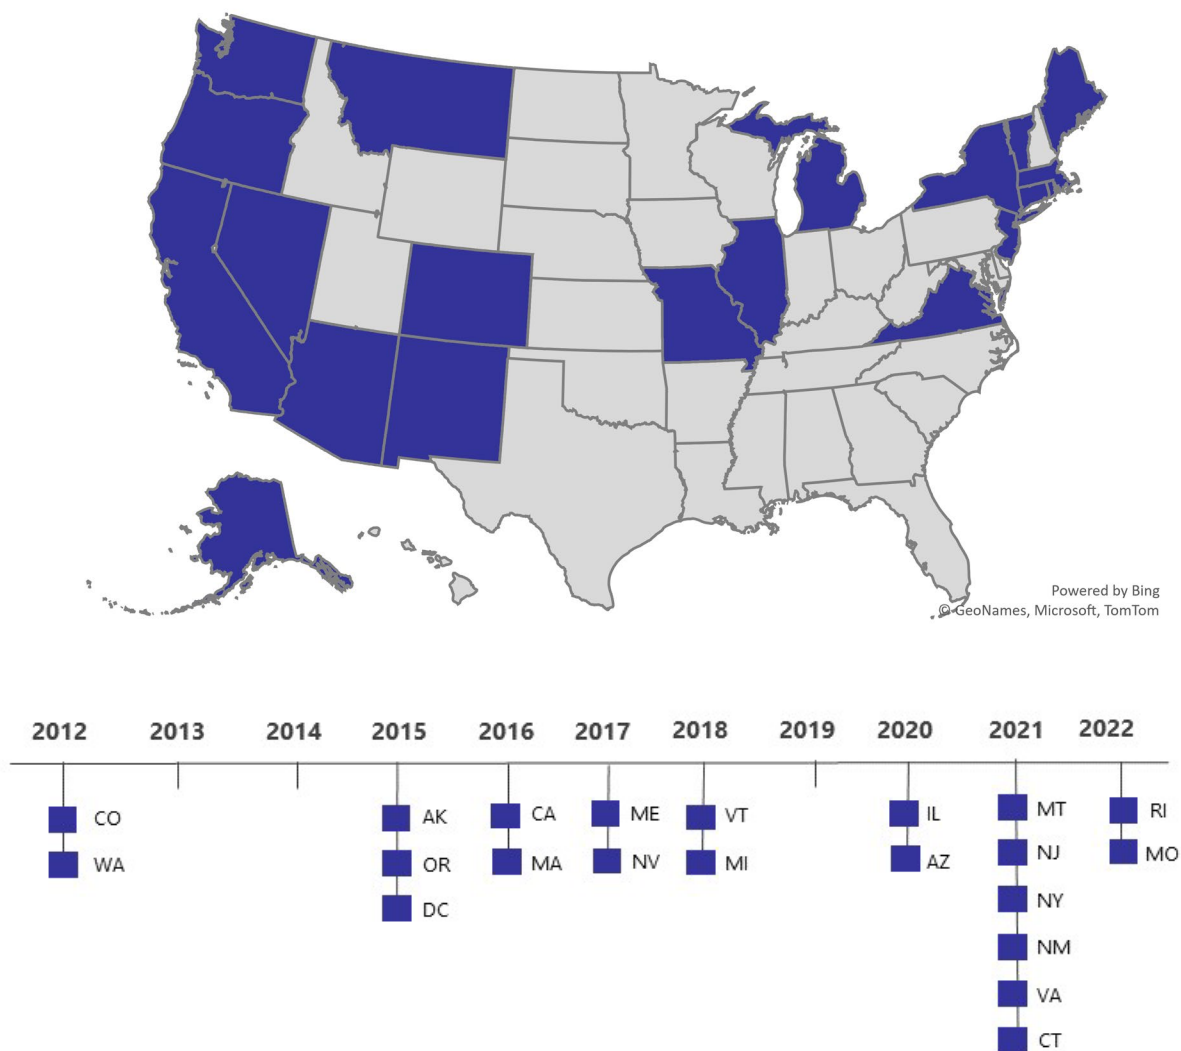 Powered by Bing
© GeoNames, Microsoft, TomTom
2012 2013 2014 2015 2016 2017 2018 2019 2020 2021 2022
CO AK CA ME VT IL MT RI
WA OR MA NV MI AZ NJ MO
DC NY
NM
VA
CT